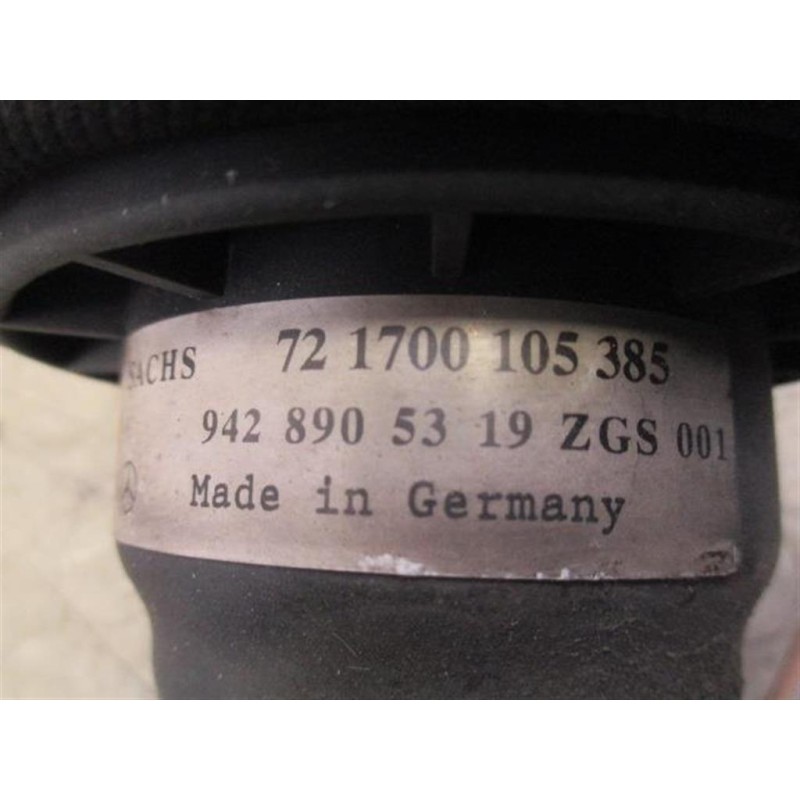 SACHS 72 1700 105 385
942 890 53 19 ZGS 001
Made in Germany